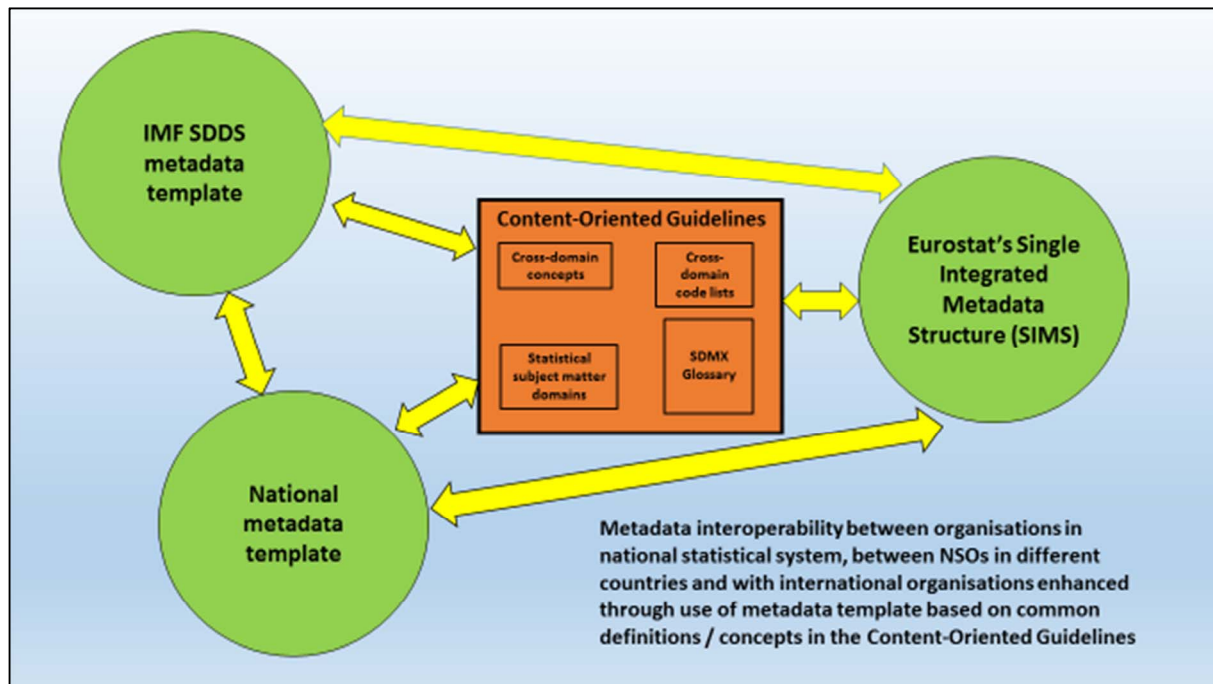 IMF SDDS
metadata
template
Content-Oriented Guidelines
Cross-domain
concepts
Cross-
domain
code lists
Statistical
subject matter
domains
SDMX
Glossary
Eurostat's Single
Integrated
Metadata
Structure (SIMS)
National
metadata
template
Metadata interoperability between organisations in
national statistical system, between NSOs in different
countries and with international organisations enhanced
through use of metadata template based on common
definitions / concepts in the Content-Oriented Guidelines